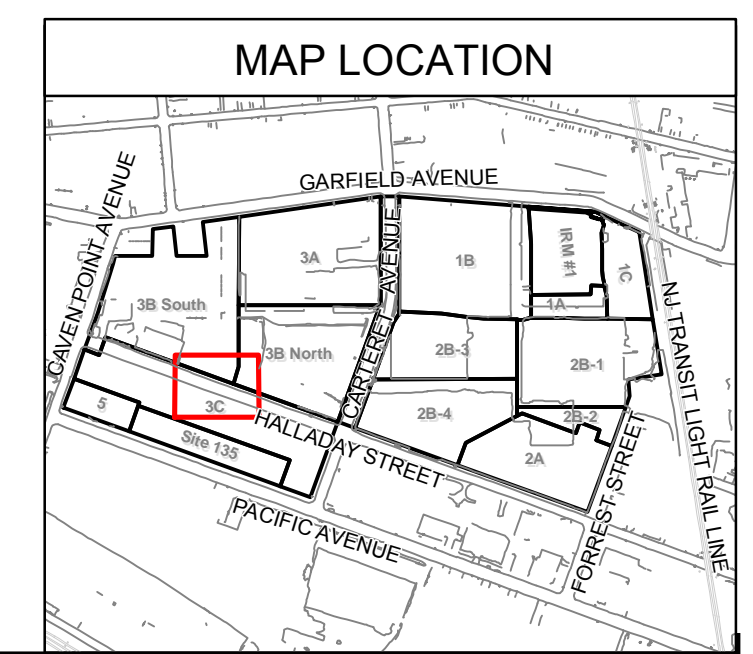 MAP LOCATION
GARFIELD AVENUE
CAVEN POINT AVENUE
CARTERET AVENUE
3A
1B
IRM #1
1C
1A
3B South
3B North
2B-3
2B-1
NJ TRANSIT LIGHT RAIL LINE
3C
2B-4
2B-2
5
Site 135
HALLADAY STREET
2A
FORREST STREET
PACIFIC AVENUE